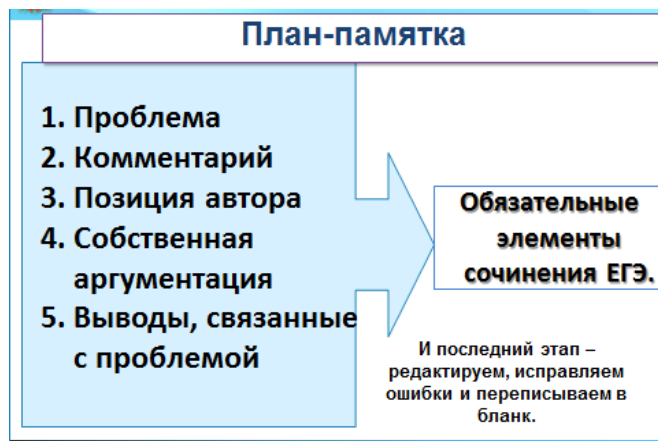 План-памятка
1. Проблема
2. Комментарий
3. Позиция автора
4. Собственная
аргументация
5. Выводы, связанные
с проблемой
Обязательные
элементы
сочинения ЕГЭ.
И последний этап –
редактируем, исправляем
ошибки и переписываем в
бланк.